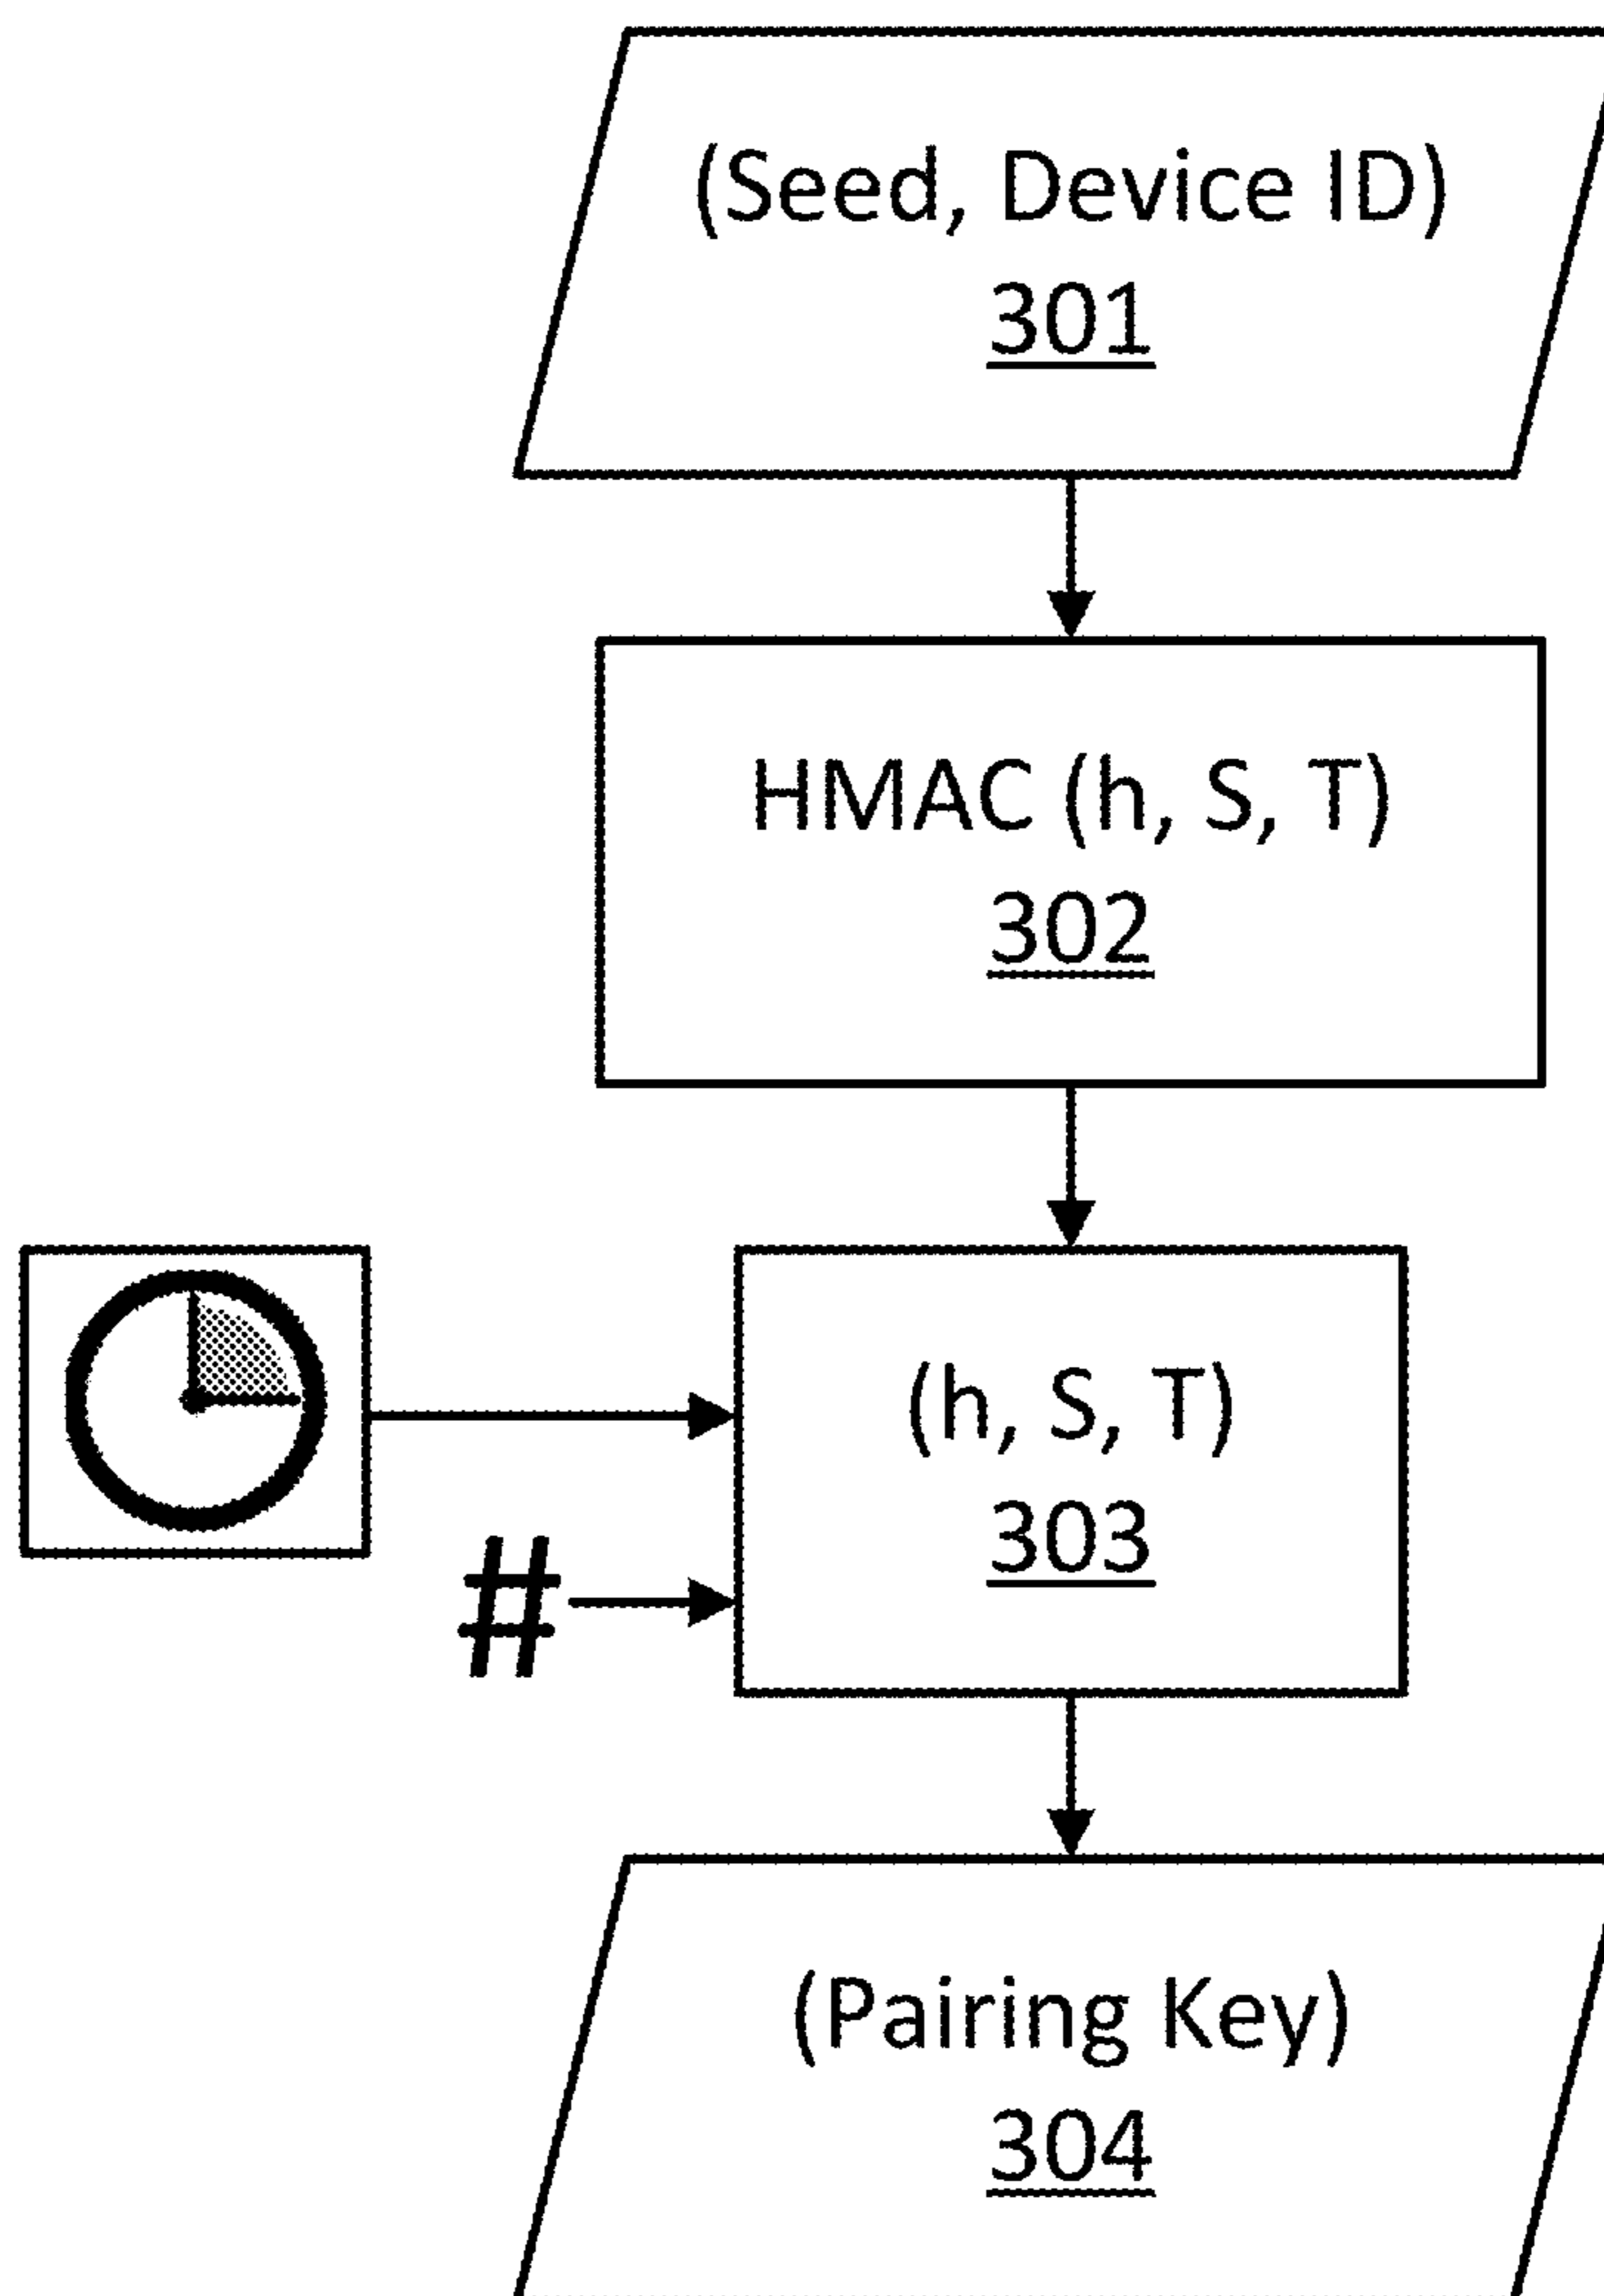 (Seed, Device ID)
301
HMAC (h, S, T)
302
(h, S, T)
303
#
(Pairing Key)
304